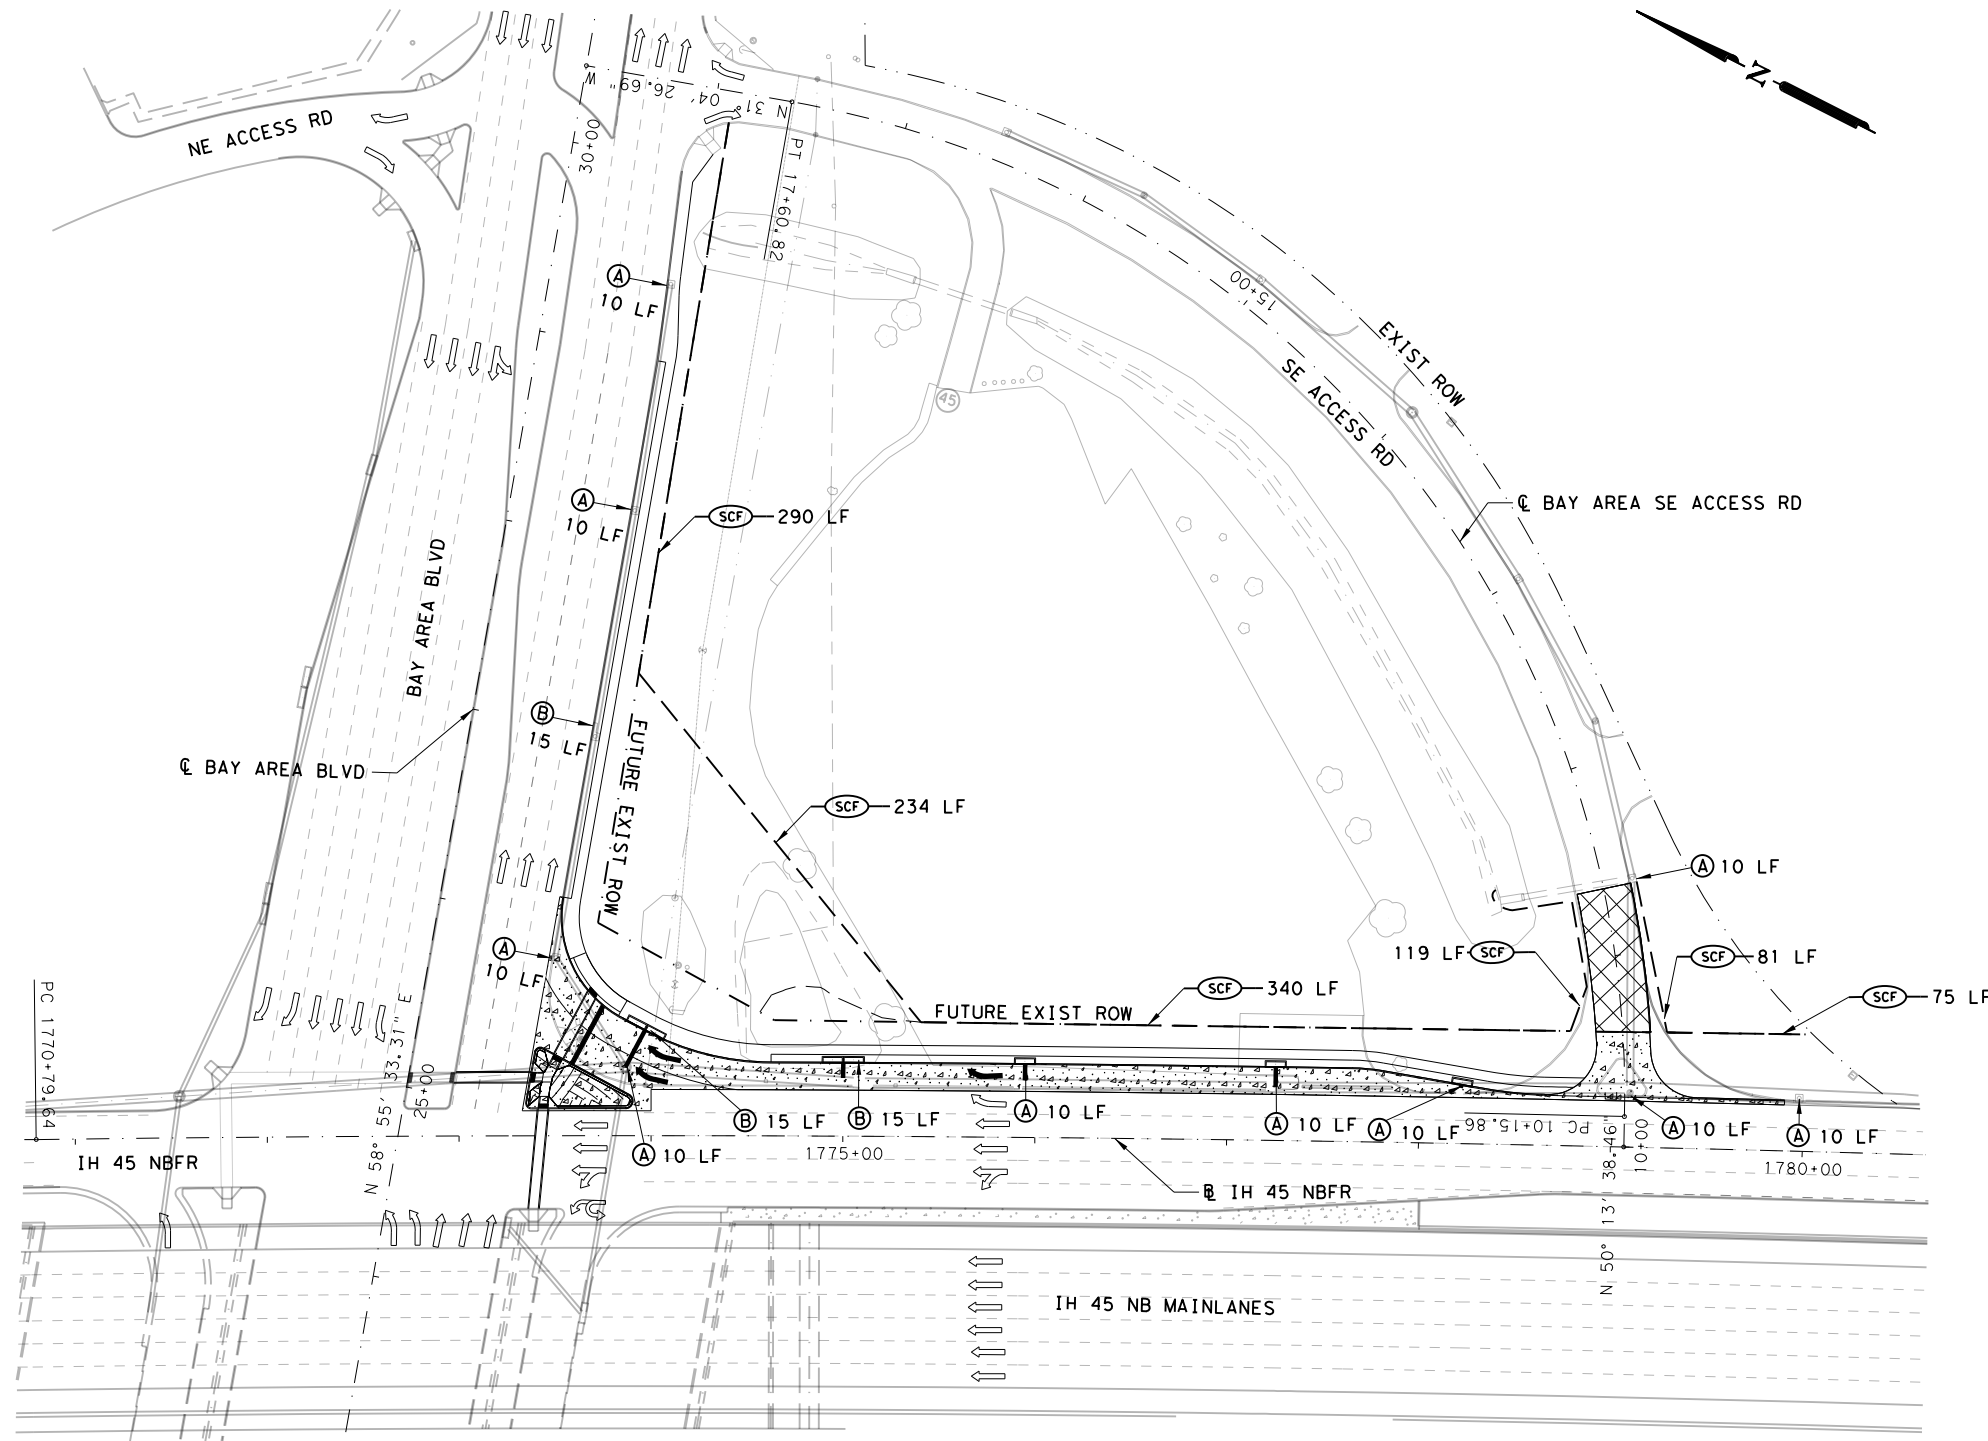 N
NE ACCESS RD
30+00
N 31° 04' 26.69" W
PT 17+60.82
A
10 LF
15+00
EXIST ROW
SE ACCESS RD
45
A
10 LF
SCF 290 LF
℄ BAY AREA SE ACCESS RD
BAY AREA BLVD
B
15 LF
℄ BAY AREA BLVD
FUTURE EXIST ROW
SCF 234 LF
A 10 LF
A
10 LF
119 LF SCF
SCF 81 LF
SCF 340 LF
SCF 75 LF
FUTURE EXIST ROW
PC 1770+79.64
N 58° 55' 33.31" E
25+00
B 15 LF
B 15 LF
A 10 LF
A 10 LF
A 10 LF
PC 10+15.86
A 10 LF
A 10 LF
A 10 LF
10+00
N 50° 13' 38.46"
IH 45 NBFR
1775+00
1780+00
B IH 45 NBFR
IH 45 NB MAINLANES